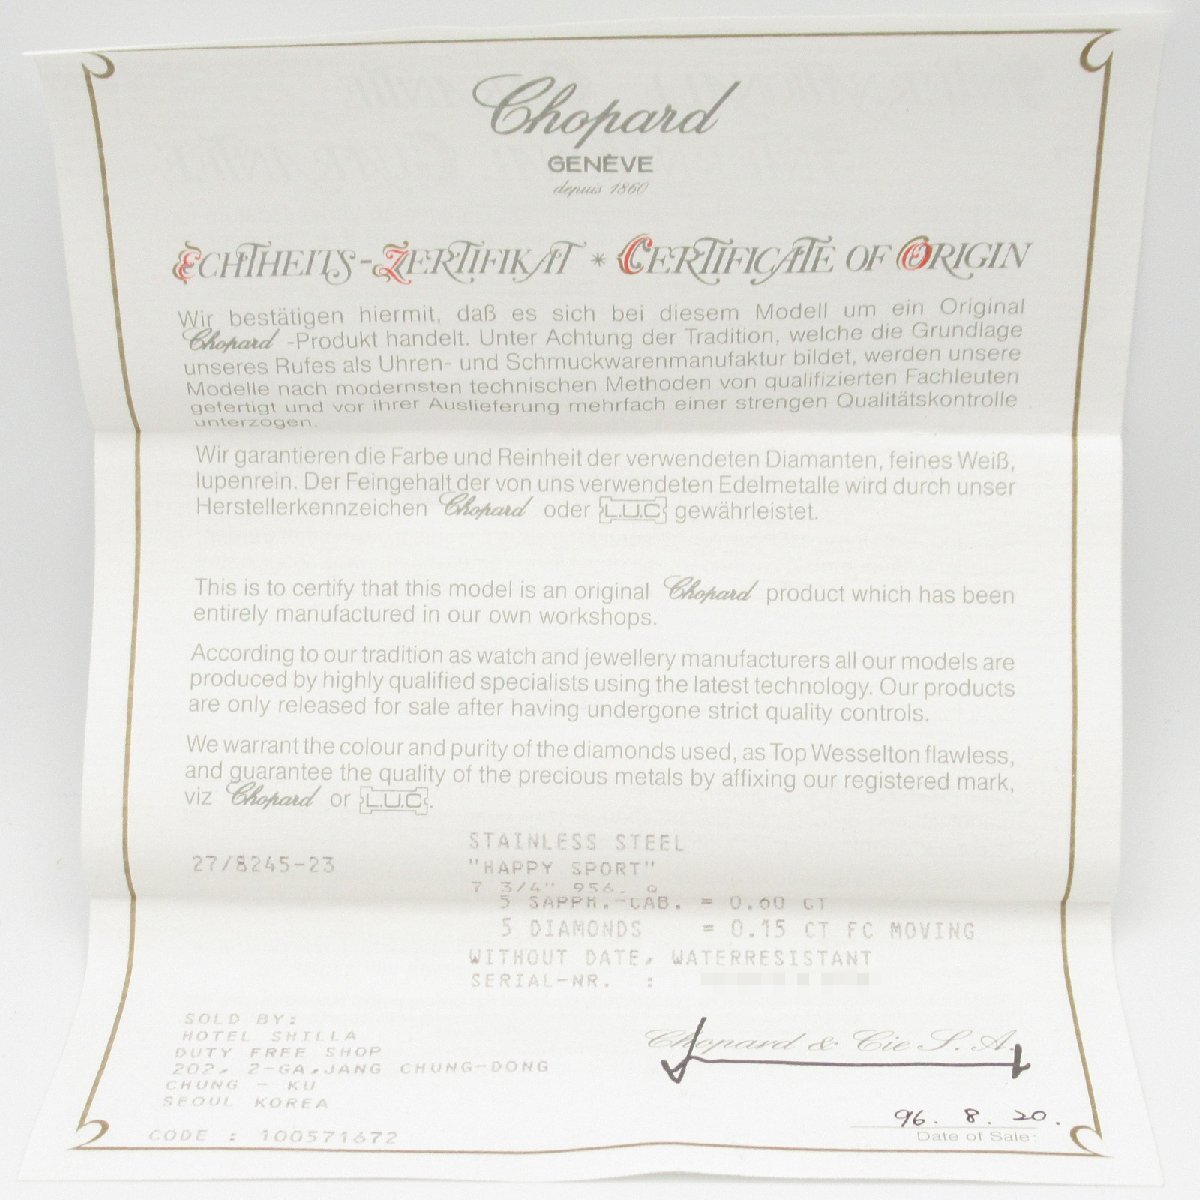 Chopard
GENÈVE
depuis 1860
ECHTHEITS-ZERTIFIKAT * CERTIFICATE OF ORIGIN
Wir bestätigen hiermit, daß es sich bei diesem Modell um ein Original
Chopard -Produkt handelt. Unter Achtung der Tradition, welche die Grundlage
unseres Rufes als Uhren- und Schmuckwarenmanufaktur bildet, werden unsere
Modelle nach modernsten technischen Methoden von qualifizierten Fachleuten
gefertigt und vor ihrer Auslieferung mehrfach einer strengen Qualitätskontrolle
unterzogen.
Wir garantieren die Farbe und Reinheit der verwendeten Diamanten, feines Weiß,
lupenrein. Der Feingehalt der von uns verwendeten Edelmetalle wird durch unser
Herstellerkennzeichen Chopard oder L.U.C gewährleistet.
This is to certify that this model is an original Chopard product which has been
entirely manufactured in our own workshops.
According to our tradition as watch and jewellery manufacturers all our models are
produced by highly qualified specialists using the latest technology. Our products
are only released for sale after having undergone strict quality controls.
We warrant the colour and purity of the diamonds used, as Top Wesselton flawless,
and guarantee the quality of the precious metals by affixing our registered mark,
viz Chopard or L.U.C.
STAINLESS STEEL
27/8245-23
"HAPPY SPORT"
7 3/4" 956.
5 SAPPH.-CAB. = 0.60 CT
5 DIAMONDS = 0.15 CT FC MOVING
WITHOUT DATE, WATERRESISTANT
SERIAL-NR. :
SOLD BY:
HOTEL SHILLA
DUTY FREE SHOP
202, 2-GA,JANG CHUNG-DONG
CHUNG - KU
SEOUL KOREA
CODE : 100571672
Chopard & Cie S.A.
96. 8. 20.
Date of Sale: